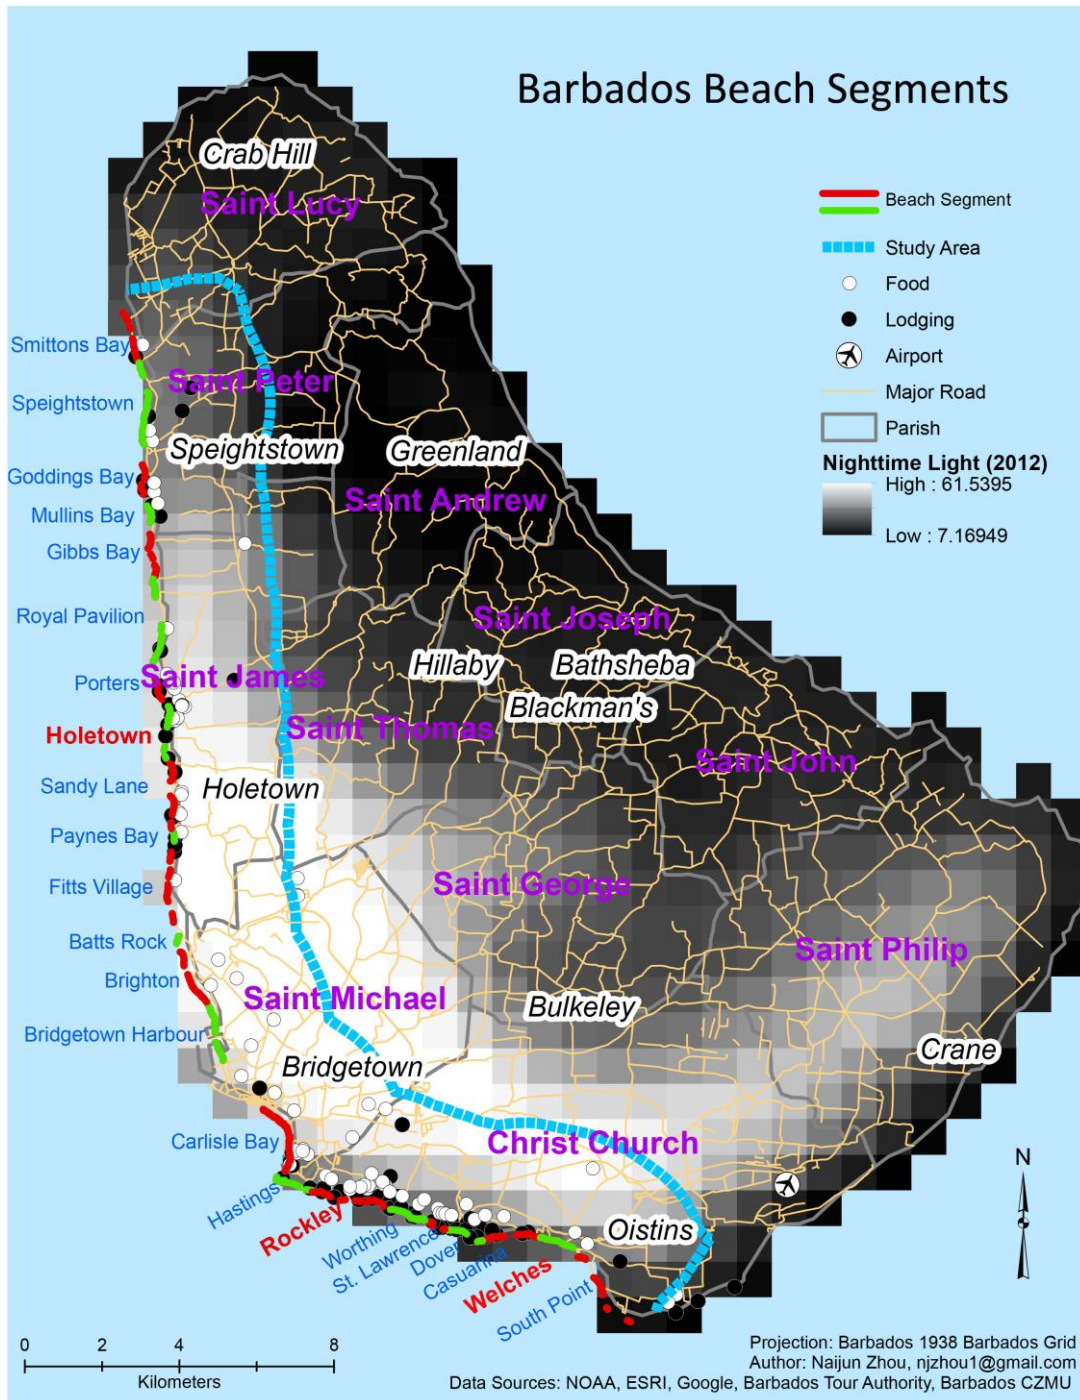 Barbados Beach Segments
Crab Hill
Saint Lucy
Beach Segment
Study Area
Food
Lodging
Airport
Major Road
Parish
Nighttime Light (2012)
High : 61.5395
Low : 7.16949
Smittons Bay
Saint Peter
Speightstown
Speightstown
Greenland
Goddings Bay
Saint Andrew
Mullins Bay
Gibbs Bay
Royal Pavilion
Saint Joseph
Hillaby
Bathsheba
Porters
Saint James
Blackman's
Holetown
Saint Thomas
Saint John
Sandy Lane
Holetown
Paynes Bay
Fitts Village
Saint George
Batts Rock
Saint Philip
Brighton
Saint Michael
Bulkeley
Bridgetown Harbour
Bridgetown
Crane
Carlisle Bay
Christ Church
Hastings
Rockley
Worthing
St. Lawrence
Dover
Casuarina
Welches
South Point
Oistins
N
0 4 8
Kilometers
Projection: Barbados 1938 Barbados Grid
Author: Naijun Zhou, njzhou1@gmail.com
Data Sources: NOAA, ESRI, Google, Barbados Tour Authority, Barbados CZMU